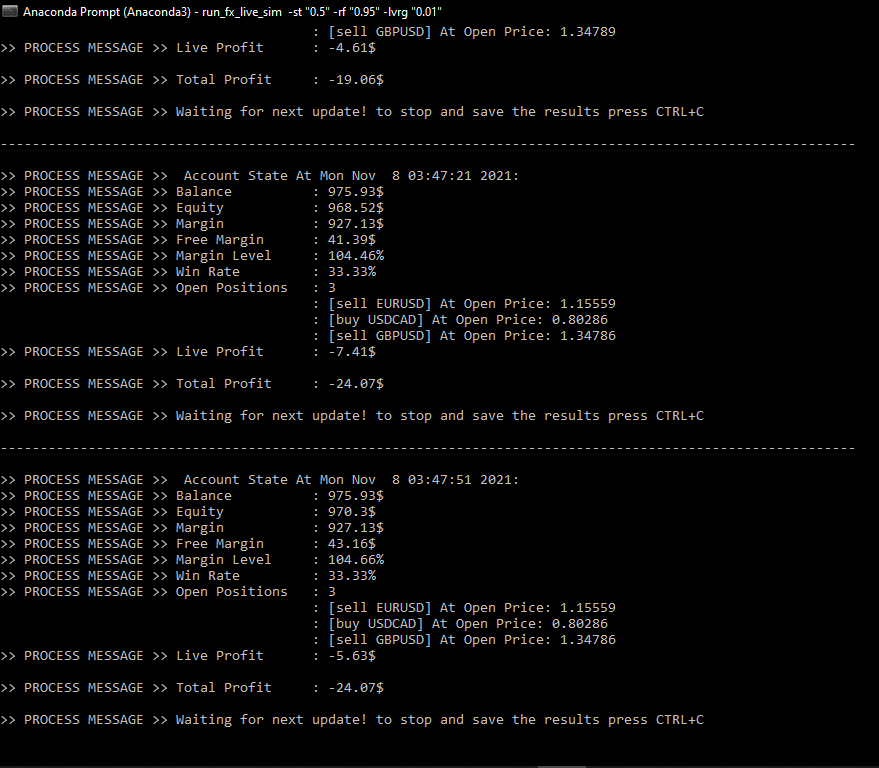 Anaconda Prompt (Anaconda3) - run_fx_live_sim -st "0.5" -rf "0.95" -lvrg "0.01"
: [sell GBPUSD] At Open Price: 1.34789
>> PROCESS MESSAGE >> Live Profit : -4.61$
>> PROCESS MESSAGE >> Total Profit : -19.06$
>> PROCESS MESSAGE >> Waiting for next update! to stop and save the results press CTRL+C
-----------------------------------------------------------------------------------------------------------
>> PROCESS MESSAGE >> Account State At Mon Nov 8 03:47:21 2021:
>> PROCESS MESSAGE >> Balance : 975.93$
>> PROCESS MESSAGE >> Equity : 968.52$
>> PROCESS MESSAGE >> Margin : 927.13$
>> PROCESS MESSAGE >> Free Margin : 41.39$
>> PROCESS MESSAGE >> Margin Level : 104.46%
>> PROCESS MESSAGE >> Win Rate : 33.33%
>> PROCESS MESSAGE >> Open Positions : 3
: [sell EURUSD] At Open Price: 1.15559
: [buy USDCAD] At Open Price: 0.80286
: [sell GBPUSD] At Open Price: 1.34786
>> PROCESS MESSAGE >> Live Profit : -7.41$
>> PROCESS MESSAGE >> Total Profit : -24.07$
>> PROCESS MESSAGE >> Waiting for next update! to stop and save the results press CTRL+C
-----------------------------------------------------------------------------------------------------------
>> PROCESS MESSAGE >> Account State At Mon Nov 8 03:47:51 2021:
>> PROCESS MESSAGE >> Balance : 975.93$
>> PROCESS MESSAGE >> Equity : 970.3$
>> PROCESS MESSAGE >> Margin : 927.13$
>> PROCESS MESSAGE >> Free Margin : 43.16$
>> PROCESS MESSAGE >> Margin Level : 104.66%
>> PROCESS MESSAGE >> Win Rate : 33.33%
>> PROCESS MESSAGE >> Open Positions : 3
: [sell EURUSD] At Open Price: 1.15559
: [buy USDCAD] At Open Price: 0.80286
: [sell GBPUSD] At Open Price: 1.34786
>> PROCESS MESSAGE >> Live Profit : -5.63$
>> PROCESS MESSAGE >> Total Profit : -24.07$
>> PROCESS MESSAGE >> Waiting for next update! to stop and save the results press CTRL+C